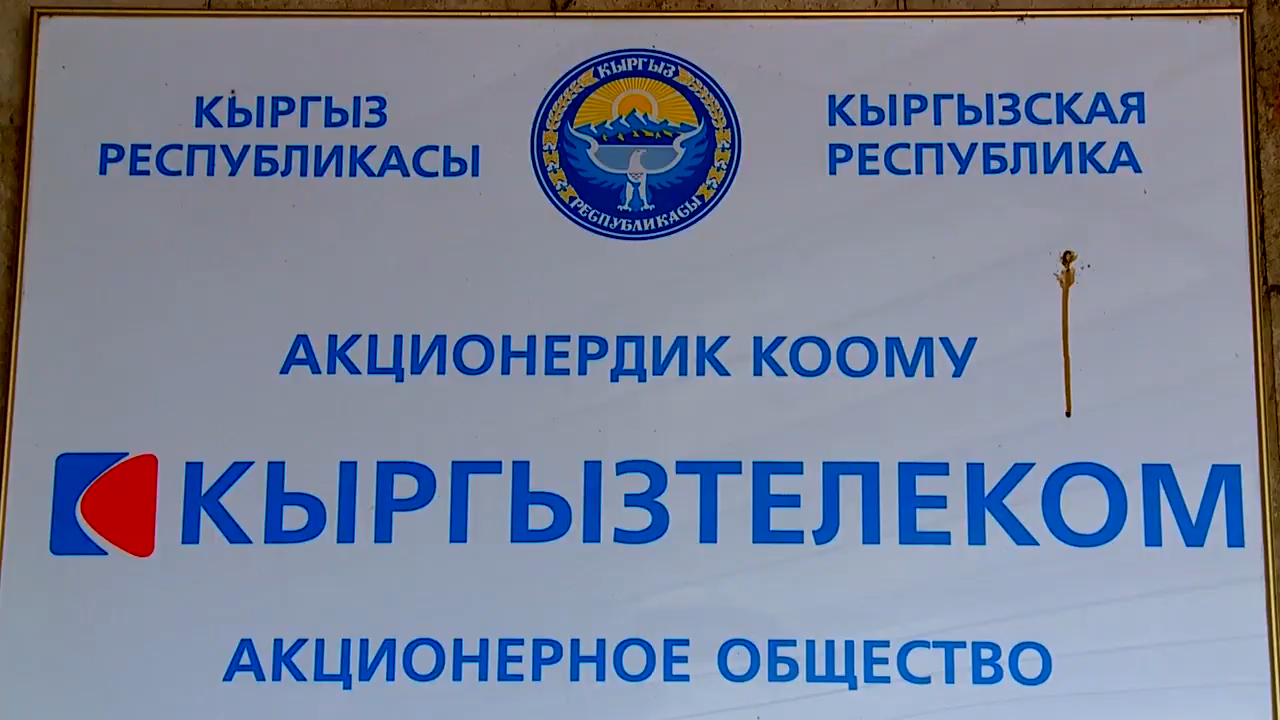 КЫРГЫЗ
РЕСПУБЛИКАСЫ
КЫРГЫЗ
РЕСПУБЛИКАСЫ
КЫРГЫЗСКАЯ
РЕСПУБЛИКА
АКЦИОНЕРДИК КООМУ
КЫРГЫЗТЕЛЕКОМ
АКЦИОНЕРНОЕ ОБЩЕСТВО